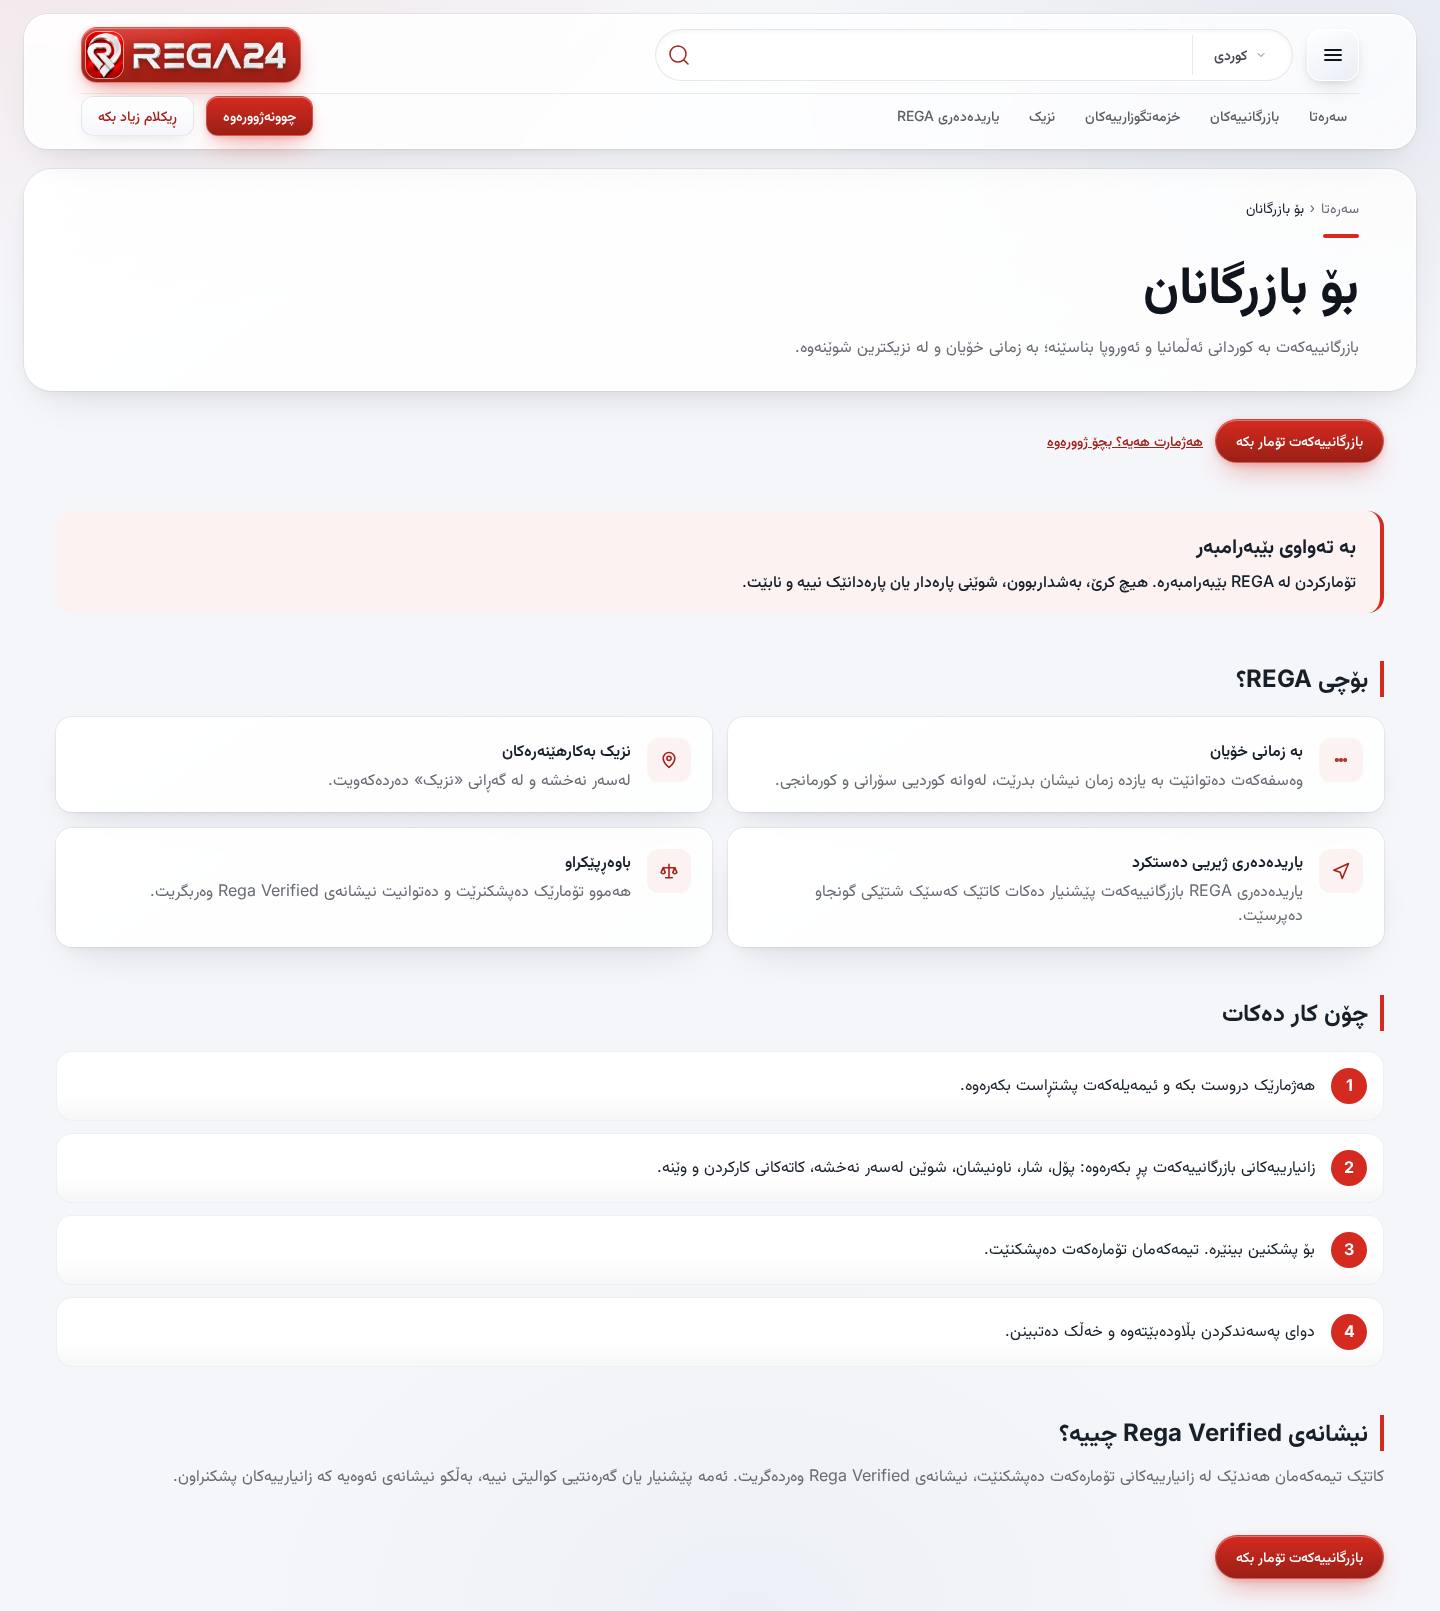 کوردی
REGA24
سەرەتا
بازرگانییەکان
خزمەتگوزارییەکان
نزیک
یاریدەدەری REGA
چوونەژوورەوە
ڕیکلام زیاد بکە
سەرەتا › بۆ بازرگانان
بۆ بازرگانان
بازرگانییەکەت بە کوردانی ئەڵمانیا و ئەوروپا بناسێنە؛ بە زمانی خۆیان و لە نزیکترین شوێنەوە.
بازرگانییەکەت تۆمار بکە
هەژمارت هەیە؟ بچۆ ژوورەوە
بە تەواوی بێبەرامبەر
تۆمارکردن لە REGA بێبەرامبەرە. هیچ کرێ، بەشداربوون، شوێنی پارەدار یان پارەدانێک نییە و نابێت.
بۆچی REGA؟
بە زمانی خۆیان
وەسفەکەت دەتوانێت بە یازدە زمان نیشان بدرێت، لەوانە کوردیی سۆرانی و کورمانجی.
نزیک بەکارهێنەرەکان
لەسەر نەخشە و لە گەڕانی «نزیک» دەردەکەویت.
یاریدەدەری ژیریی دەستکرد
یاریدەدەری REGA بازرگانییەکەت پێشنیار دەکات کاتێک کەسێک شتێکی گونجاو
دەپرسێت.
باوەڕپێکراو
هەموو تۆمارێک دەپشکنرێت و دەتوانیت نیشانەی Rega Verified وەربگریت.
چۆن کار دەکات
1 هەژمارێک دروست بکە و ئیمەیلەکەت پشتڕاست بکەرەوە.
2 زانیارییەکانی بازرگانییەکەت پڕ بکەرەوە: پۆل، شار، ناونیشان، شوێن لەسەر نەخشە، کاتەکانی کارکردن و وێنە.
3 بۆ پشکنین بینێرە. تیمەکەمان تۆمارەکەت دەپشکنێت.
4 دوای پەسەندکردن بڵاودەبێتەوە و خەڵک دەتبینن.
نیشانەی Rega Verified چییە؟
کاتێک تیمەکەمان هەندێک لە زانیارییەکانی تۆمارەکەت دەپشکنێت، نیشانەی Rega Verified وەردەگریت. ئەمە پێشنیار یان گەرەنتیی کوالیتی نییە، بەڵکو نیشانەی ئەوەیە کە زانیارییەکان پشکنراون.
بازرگانییەکەت تۆمار بکە